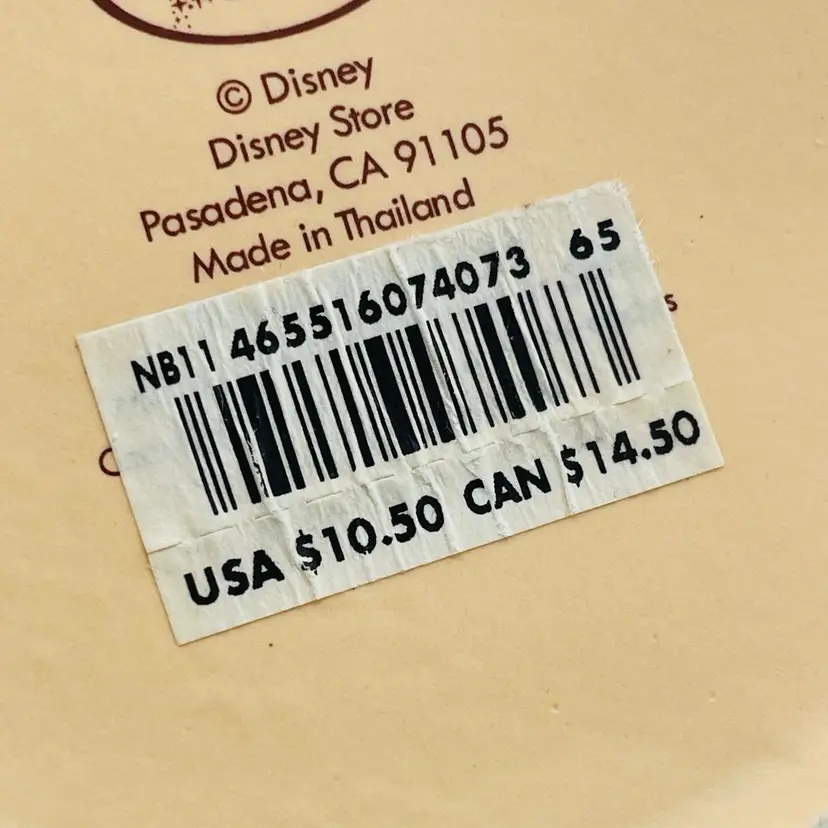 © Disney
Disney Store
Pasadena, CA 91105
Made in Thailand
NB11 465516074073 65
USA $10.50 CAN $14.50